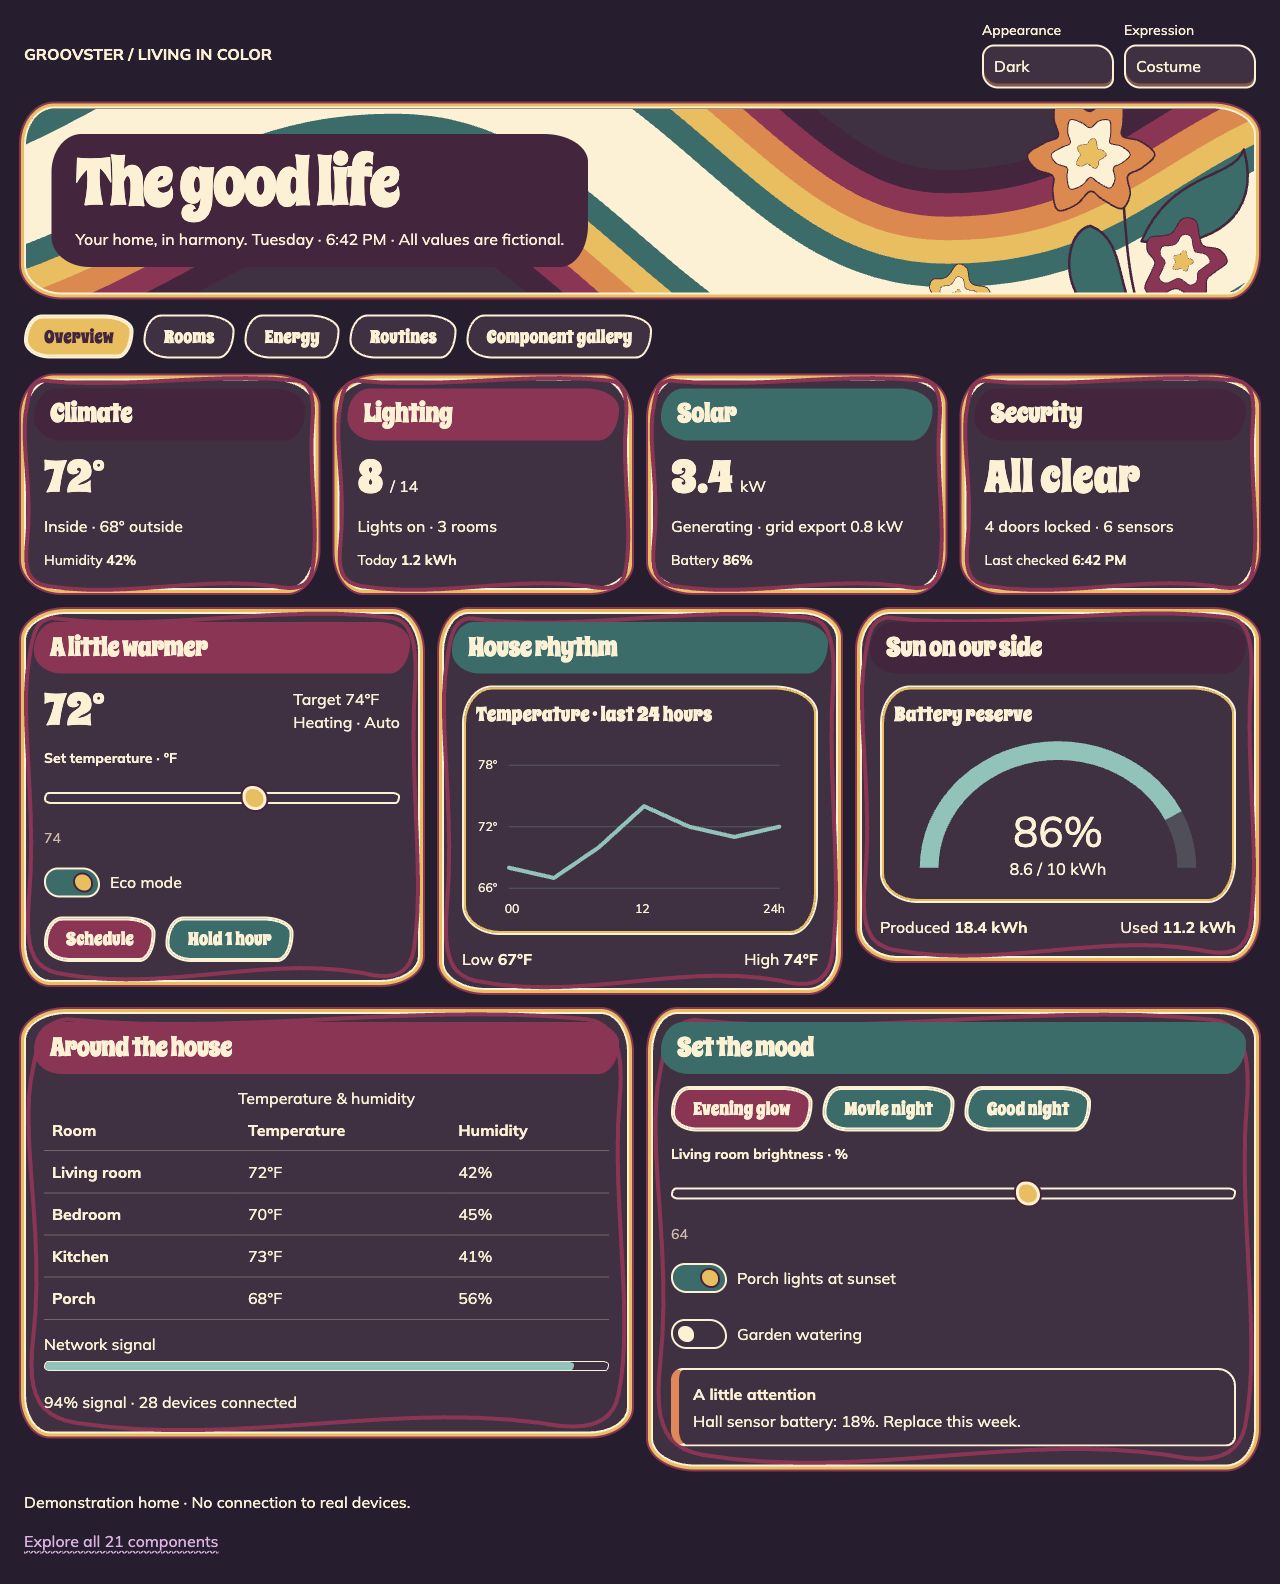 GROOVSTER / LIVING IN COLOR
Appearance
Expression
Dark
Costume
The good life
Your home, in harmony. Tuesday · 6:42 PM · All values are fictional.
Overview
Rooms
Energy
Routines
Component gallery
Climate
72°
Inside · 68° outside
Humidity 42%
Lighting
8 / 14
Lights on · 3 rooms
Today 1.2 kWh
Solar
3.4 kW
Generating · grid export 0.8 kW
Battery 86%
Security
All clear
4 doors locked · 6 sensors
Last checked 6:42 PM
A little warmer
72°
Target 74°F
Heating · Auto
Set temperature · °F
74
Eco mode
Schedule
Hold 1 hour
House rhythm
Temperature · last 24 hours
78°
72°
66°
00 12 24h
Low 67°F
High 74°F
Sun on our side
Battery reserve
86%
8.6 / 10 kWh
Produced 18.4 kWh
Used 11.2 kWh
Around the house
Temperature & humidity
Room Temperature Humidity
Living room 72°F 42%
Bedroom 70°F 45%
Kitchen 73°F 41%
Porch 68°F 56%
Network signal
94% signal · 28 devices connected
Set the mood
Evening glow
Movie night
Good night
Living room brightness · %
64
Porch lights at sunset
Garden watering
A little attention
Hall sensor battery: 18%. Replace this week.
Demonstration home · No connection to real devices.
Explore all 21 components